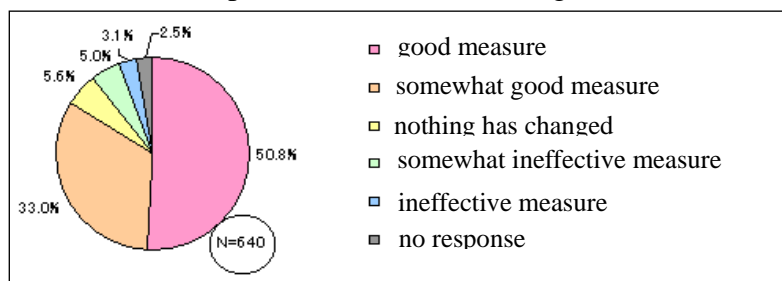 3.1%
2.5%
5.0%
5.6%
50.8%
33.0%
N=640
good measure
somewhat good measure
nothing has changed
somewhat ineffective measure
ineffective measure
no response